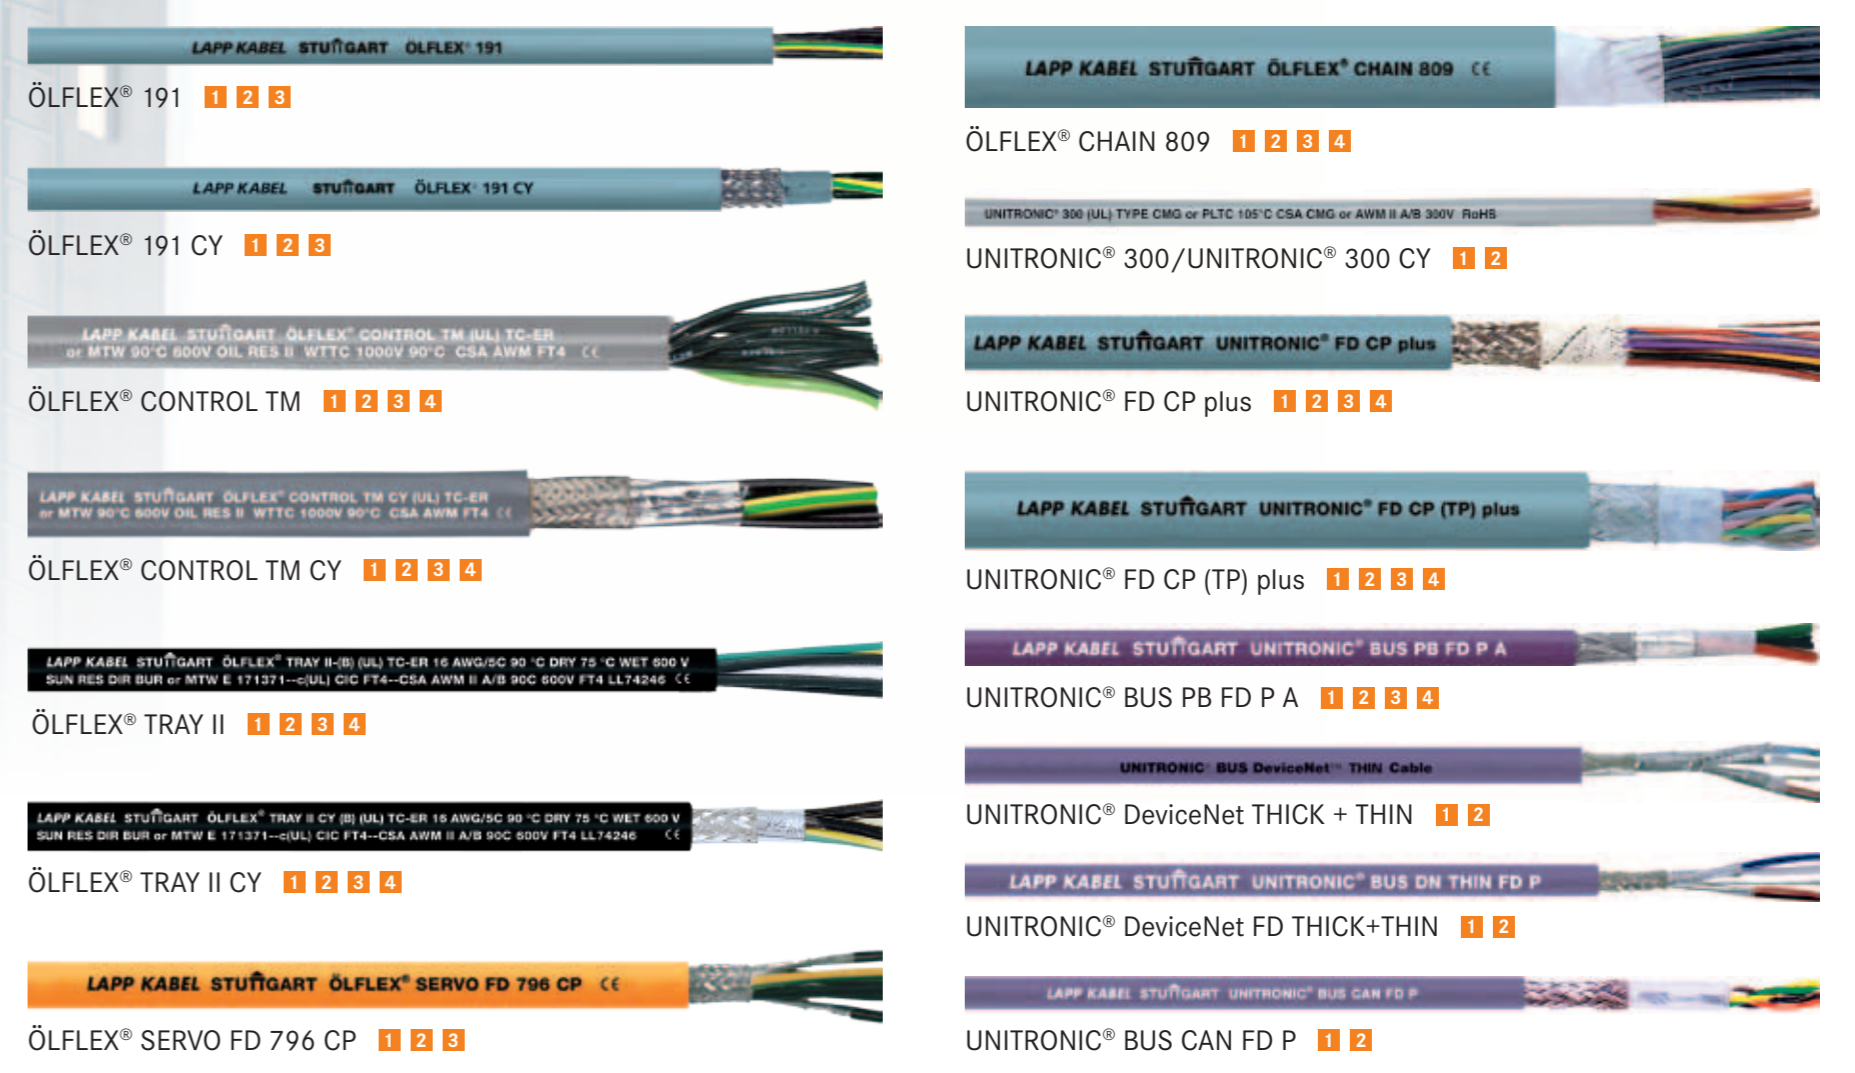 LAPP KABEL STUTTGART ÖLFLEX® 191
ÖLFLEX® 191 1 2 3
LAPP KABEL STUTTGART ÖLFLEX® 191 CY
ÖLFLEX® 191 CY 1 2 3
LAPP KABEL STUTTGART ÖLFLEX® CONTROL TM (UL) TC-ER
or MTW 90°C 600V OIL RES II WTTC 1000V 90°C CSA AWM FT4 CE
ÖLFLEX® CONTROL TM 1 2 3 4
LAPP KABEL STUTTGART ÖLFLEX® CONTROL TM CY (UL) TC-ER
or MTW 90°C 600V OIL RES II WTTC 1000V 90°C CSA AWM FT4 CE
ÖLFLEX® CONTROL TM CY 1 2 3 4
LAPP KABEL STUTTGART ÖLFLEX® TRAY II-(B) (UL) TC-ER 16 AWG/5C 90 °C DRY 75 °C WET 600 V
SUN RES DIR BUR or MTW E 171371--c(UL) CIC FT4--CSA AWM II A/B 90C 600V FT4 LL74246 CE
ÖLFLEX® TRAY II 1 2 3 4
LAPP KABEL STUTTGART ÖLFLEX® TRAY II CY (B) (UL) TC-ER 16 AWG/5C 90 °C DRY 75 °C WET 600 V
SUN RES DIR BUR or MTW E 171371--c(UL) CIC FT4--CSA AWM II A/B 90C 600V FT4 LL74246 CE
ÖLFLEX® TRAY II CY 1 2 3 4
LAPP KABEL STUTTGART ÖLFLEX® SERVO FD 796 CP CE
ÖLFLEX® SERVO FD 796 CP 1 2 3
LAPP KABEL STUTTGART ÖLFLEX® CHAIN 809 CE
ÖLFLEX® CHAIN 809 1 2 3 4
UNITRONIC® 300 (UL) TYPE CMG or PLTC 105°C CSA CMG or AWM II A/B 300V RoHS
UNITRONIC® 300/UNITRONIC® 300 CY 1 2
LAPP KABEL STUTTGART UNITRONIC® FD CP plus
UNITRONIC® FD CP plus 1 2 3 4
LAPP KABEL STUTTGART UNITRONIC® FD CP (TP) plus
UNITRONIC® FD CP (TP) plus 1 2 3 4
LAPP KABEL STUTTGART UNITRONIC® BUS PB FD P A
UNITRONIC® BUS PB FD P A 1 2 3 4
UNITRONIC® BUS DeviceNet™ THIN Cable
UNITRONIC® DeviceNet THICK + THIN 1 2
LAPP KABEL STUTTGART UNITRONIC® BUS DN THIN FD P
UNITRONIC® DeviceNet FD THICK+THIN 1 2
LAPP KABEL STUTTGART UNITRONIC® BUS CAN FD P
UNITRONIC® BUS CAN FD P 1 2